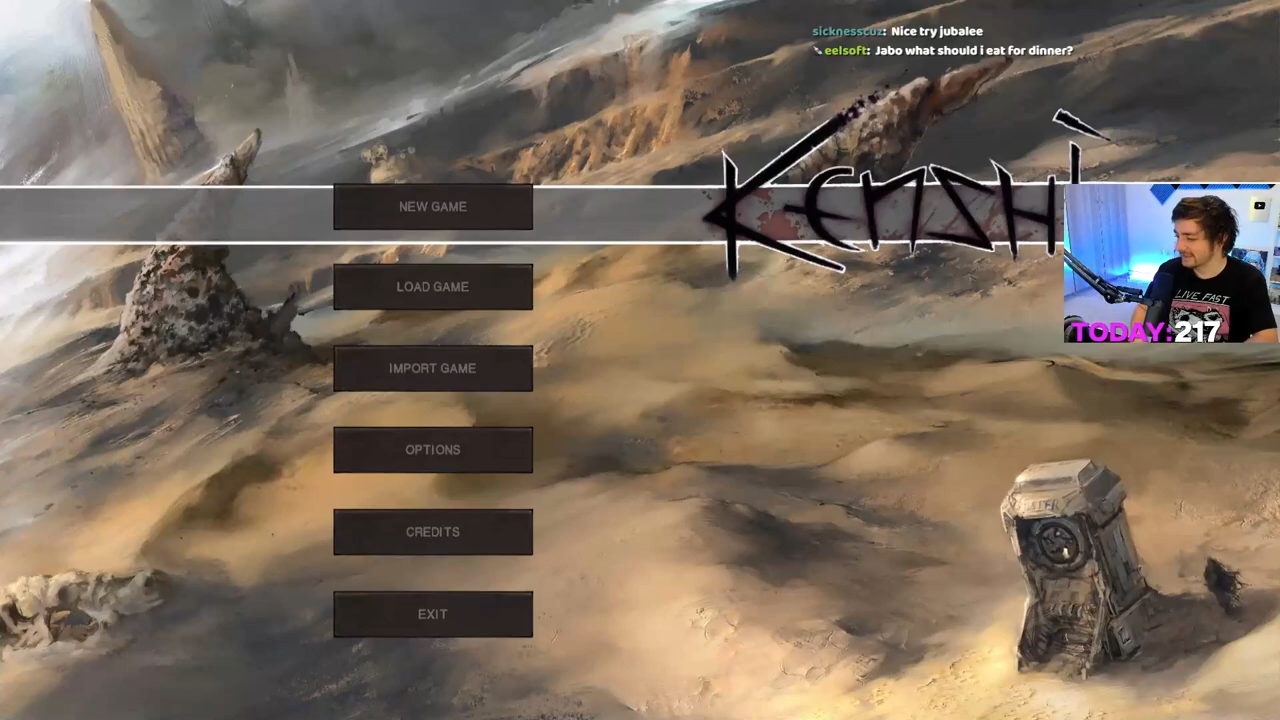 sicknesscuz: Nice try jubalee
eelsoft: Jabo what should i eat for dinner?
KENSHI
NEW GAME
LOAD GAME
IMPORT GAME
OPTIONS
CREDITS
EXIT
LIVE FAST
TODAY: 217